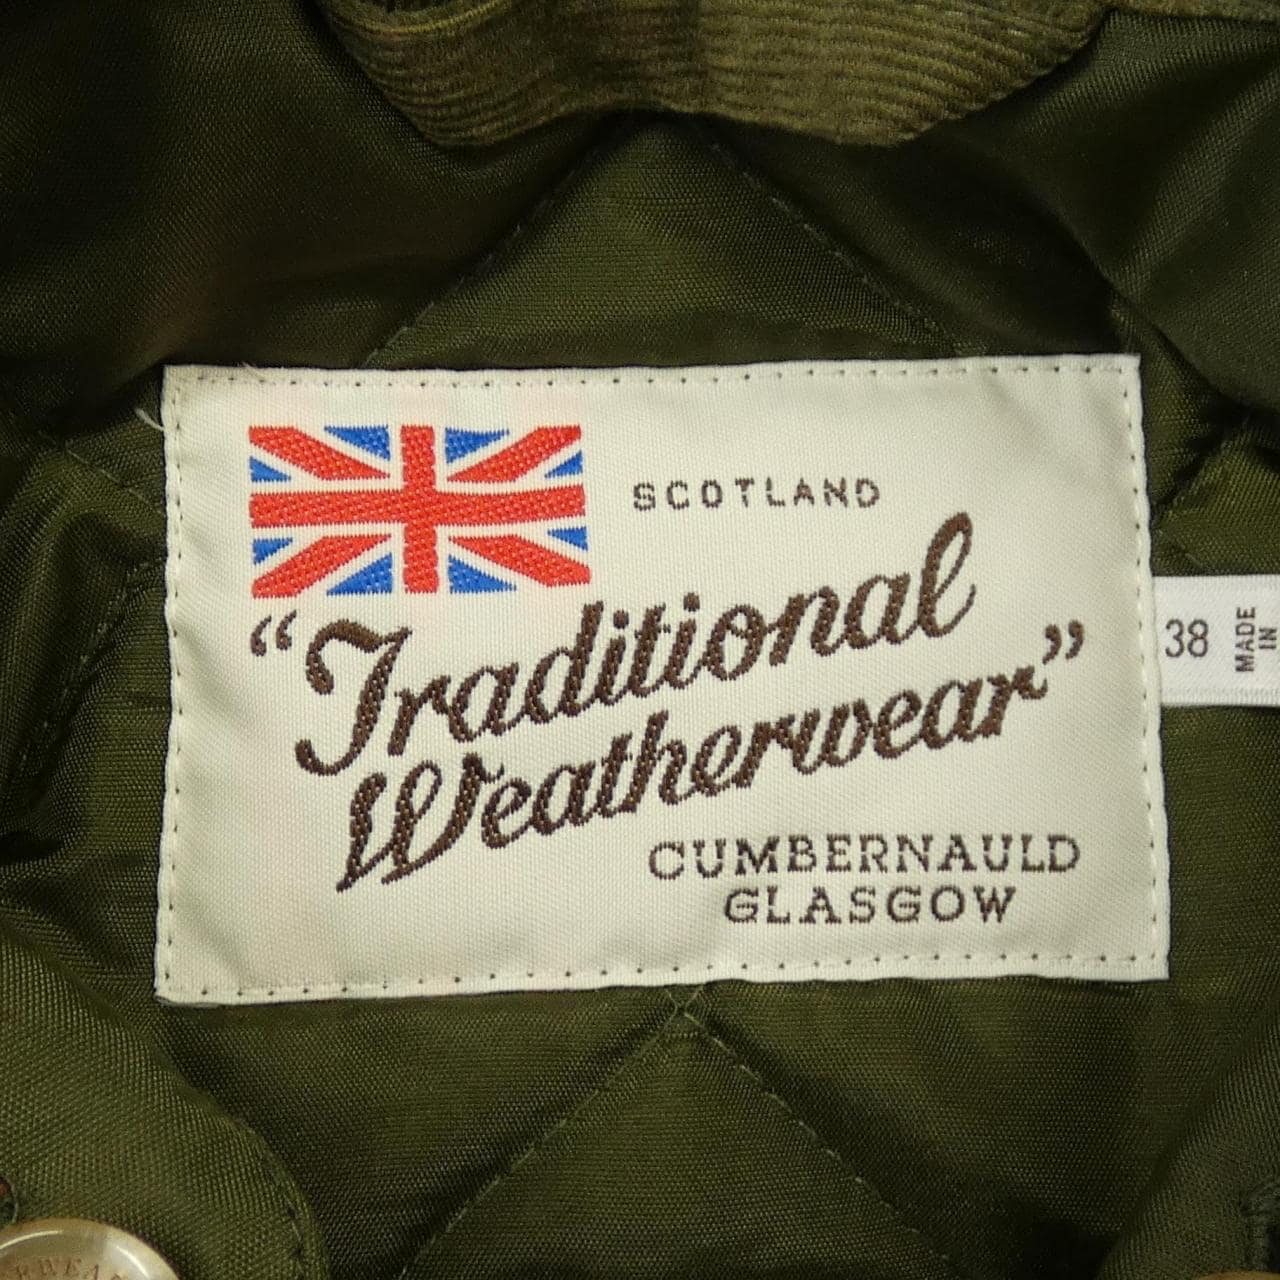 SCOTLAND
“Traditional
Weatherwear”
CUMBERNAULD
GLASGOW
38
MADE
IN